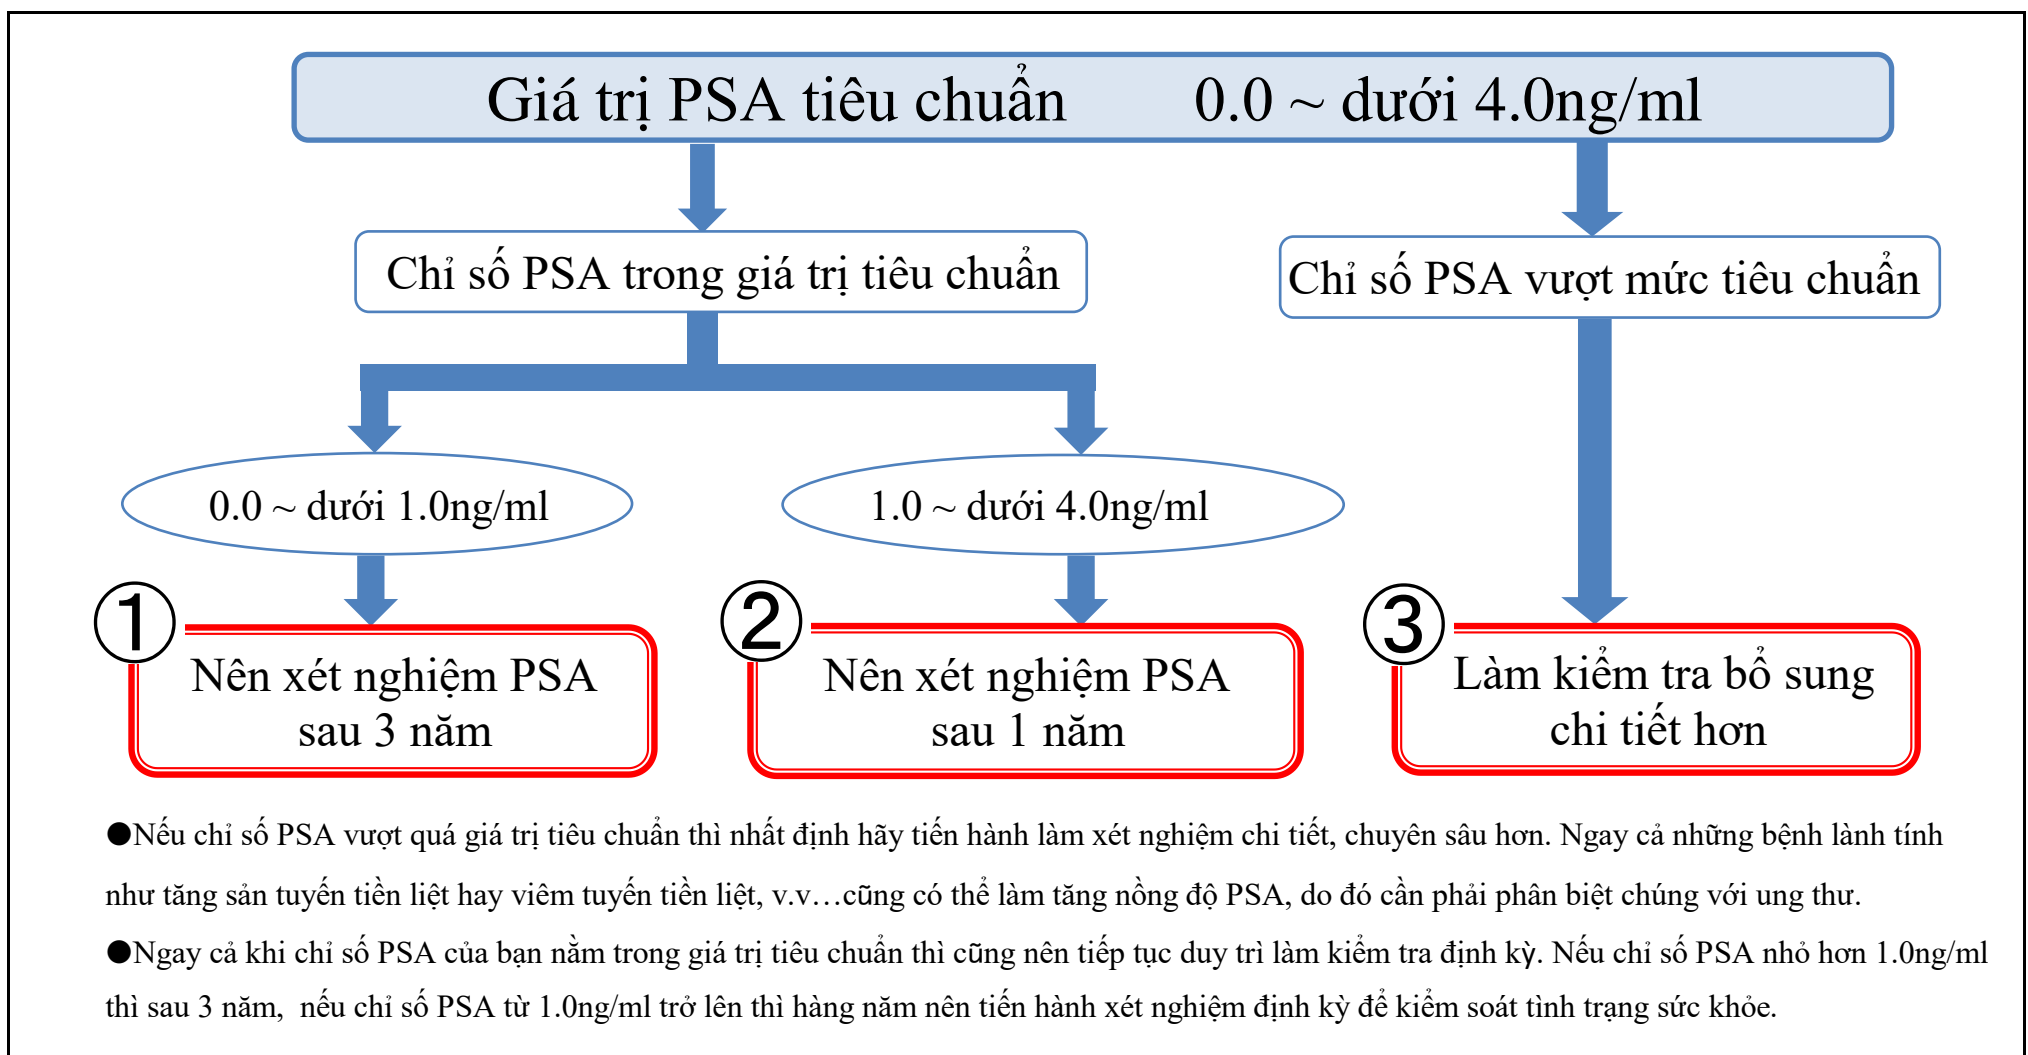 Giá trị PSA tiêu chuẩn 0.0 ~ dưới 4.0ng/ml
Chỉ số PSA trong giá trị tiêu chuẩn
Chỉ số PSA vượt mức tiêu chuẩn
0.0 ~ dưới 1.0ng/ml
1.0 ~ dưới 4.0ng/ml
①
Nên xét nghiệm PSA
sau 3 năm
②
Nên xét nghiệm PSA
sau 1 năm
③
Làm kiểm tra bổ sung
chi tiết hơn
●Nếu chỉ số PSA vượt quá giá trị tiêu chuẩn thì nhất định hãy tiến hành làm xét nghiệm chi tiết, chuyên sâu hơn. Ngay cả những bệnh lành tính
như tăng sản tuyến tiền liệt hay viêm tuyến tiền liệt, v.v…cũng có thể làm tăng nồng độ PSA, do đó cần phải phân biệt chúng với ung thư.
●Ngay cả khi chỉ số PSA của bạn nằm trong giá trị tiêu chuẩn thì cũng nên tiếp tục duy trì làm kiểm tra định kỳ. Nếu chỉ số PSA nhỏ hơn 1.0ng/ml
thì sau 3 năm, nếu chỉ số PSA từ 1.0ng/ml trở lên thì hàng năm nên tiến hành xét nghiệm định kỳ để kiểm soát tình trạng sức khỏe.